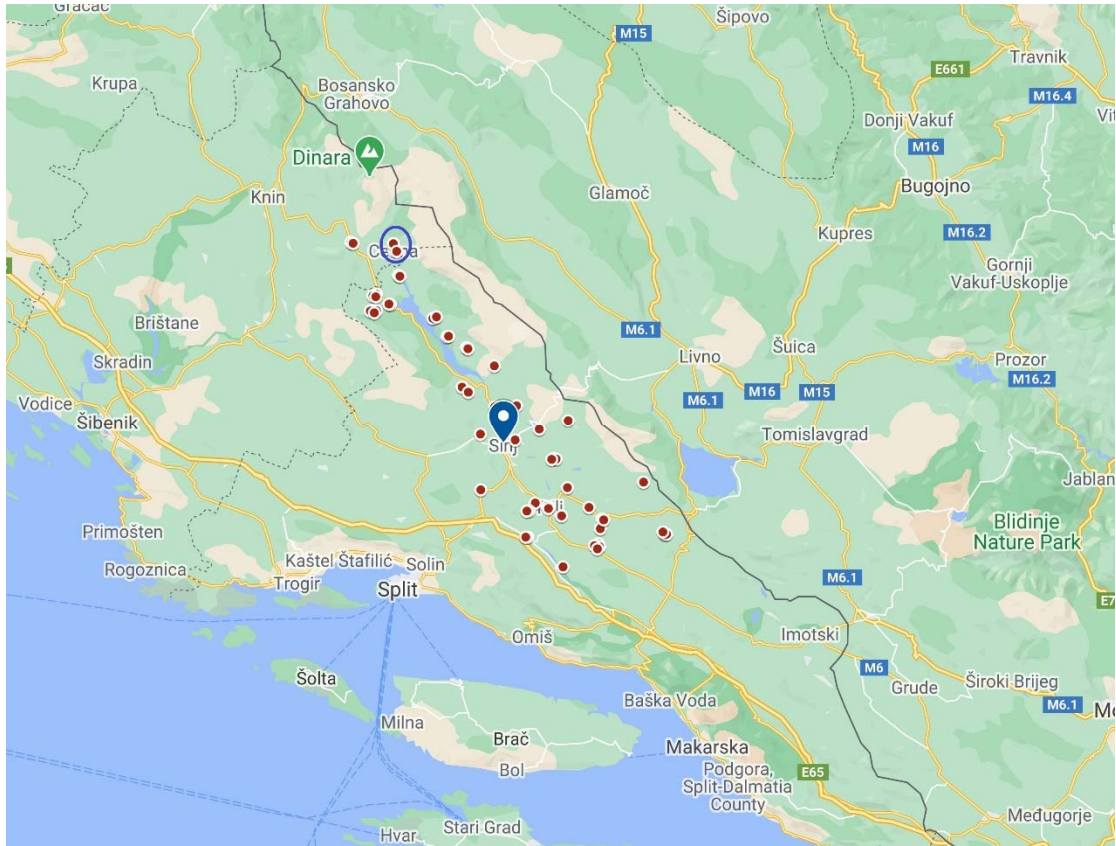 Gračac
Šipovo
M15
Travnik
E661
Krupa
Bosansko
Grahovo
M16.4
Donji Vakuf
M16
Dinara
Bugojno
Glamoč
Knin
Kupres
M16.2
Gornji
Vakuf-Uskoplje
Brištane
M6.1
Livno
Šuica
Prozor
Skradin
M16
M15
M16.2
M6.1
Vodice
Šibenik
Tomislavgrad
Sinj
Primošten
Blidinje
Nature Park
Rogoznica
Kaštel Štafilić
Solin
Trogir
Split
M6.1
Omiš
Imotski
M6
Šolta
Grude
Široki Brijeg
Baška Voda
M6.1
Milna
Brač
Makarska
Bol
Podgora,
Split-Dalmatia
County
E65
Međugorje
Stari Grad
Hvar